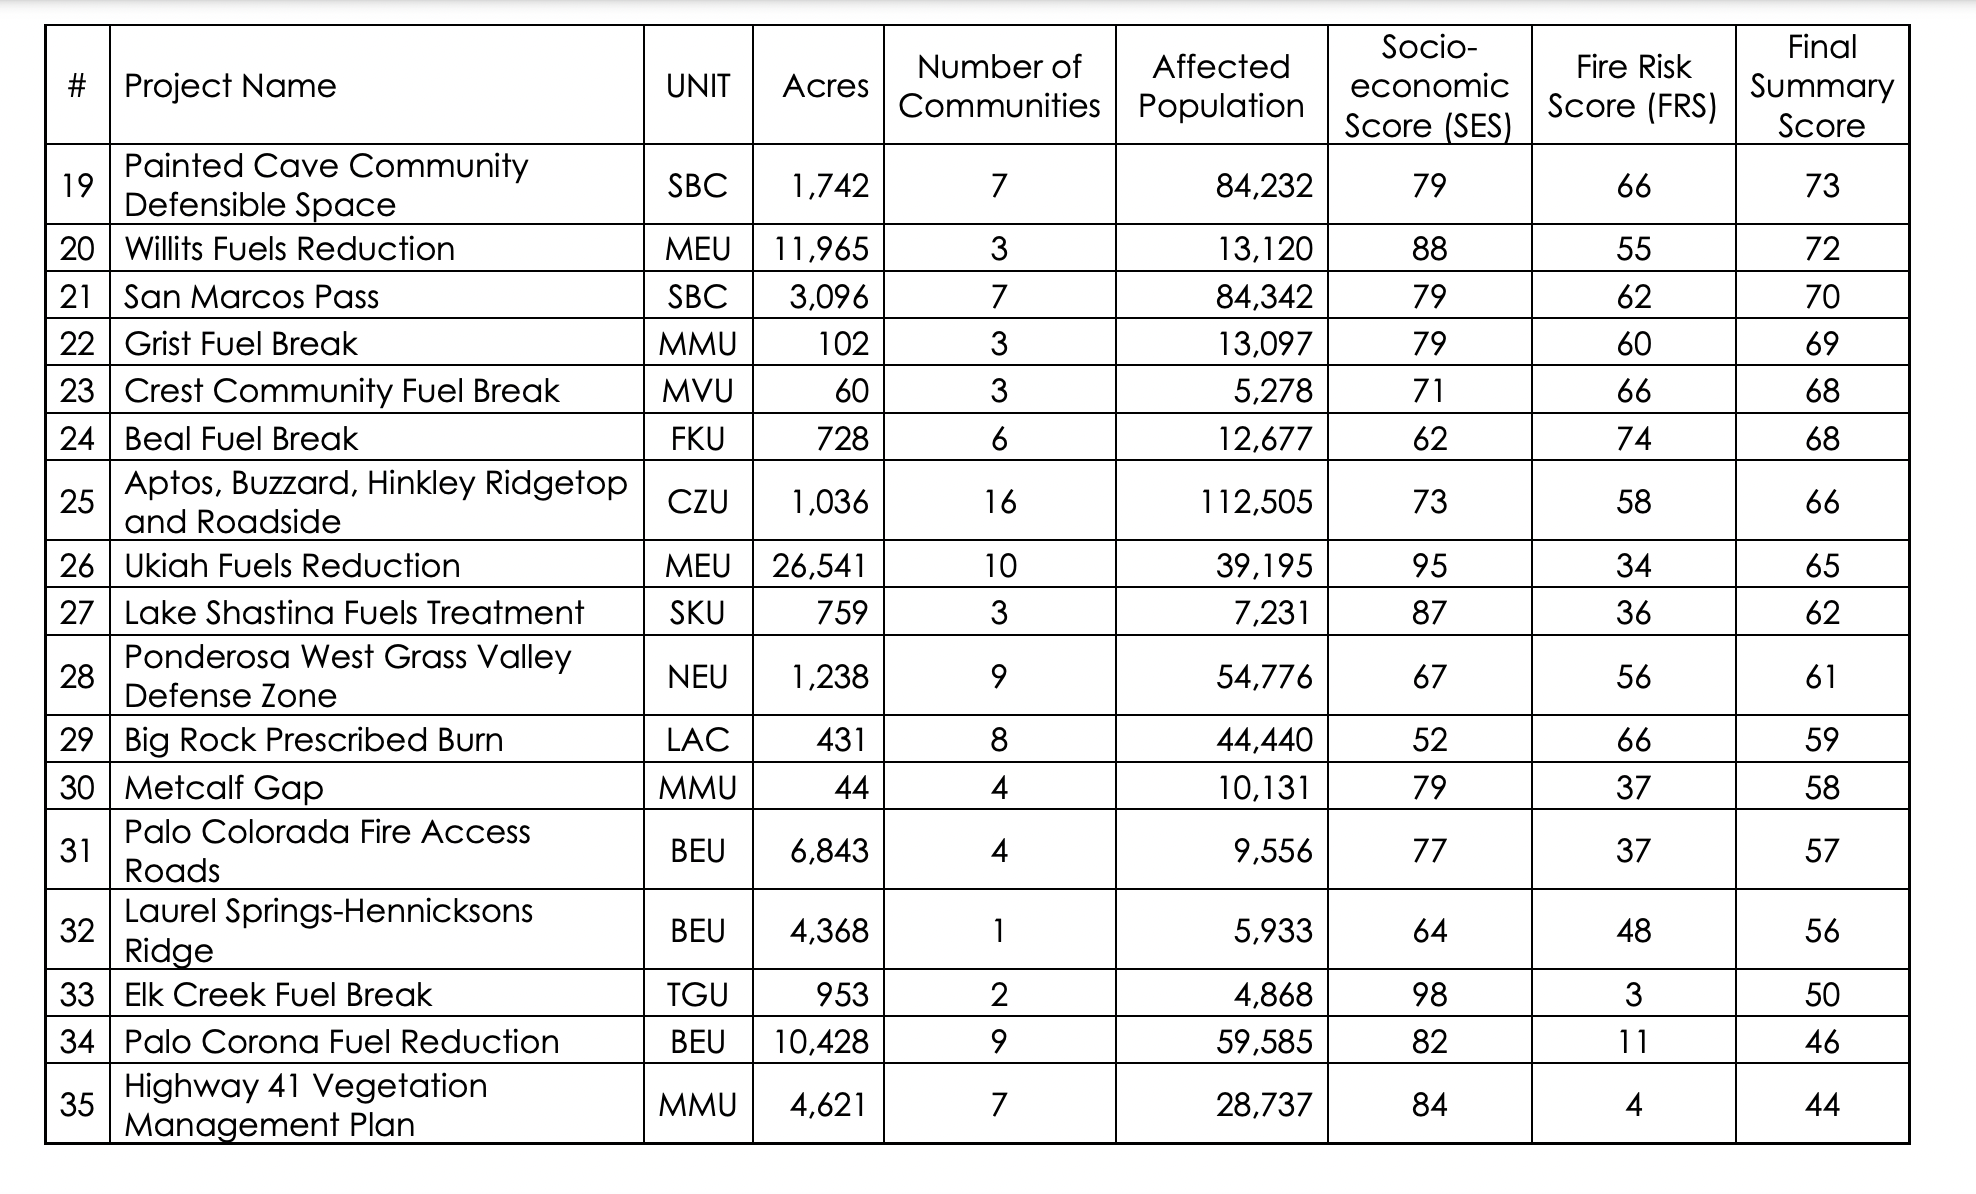 # Project Name UNIT Acres Number of Communities Affected Population Socio-economic Score (SES) Fire Risk Score (FRS) Final Summary Score
19 Painted Cave Community Defensible Space SBC 1,742 7 84,232 79 66 73
20 Willits Fuels Reduction MEU 11,965 3 13,120 88 55 72
21 San Marcos Pass SBC 3,096 7 84,342 79 62 70
22 Grist Fuel Break MMU 102 3 13,097 79 60 69
23 Crest Community Fuel Break MVU 60 3 5,278 71 66 68
24 Beal Fuel Break FKU 728 6 12,677 62 74 68
25 Aptos, Buzzard, Hinkley Ridgetop and Roadside CZU 1,036 16 112,505 73 58 66
26 Ukiah Fuels Reduction MEU 26,541 10 39,195 95 34 65
27 Lake Shastina Fuels Treatment SKU 759 3 7,231 87 36 62
28 Ponderosa West Grass Valley Defense Zone NEU 1,238 9 54,776 67 56 61
29 Big Rock Prescribed Burn LAC 431 8 44,440 52 66 59
30 Metcalf Gap MMU 44 4 10,131 79 37 58
31 Palo Colorada Fire Access Roads BEU 6,843 4 9,556 77 37 57
32 Laurel Springs-Hennicksons Ridge BEU 4,368 1 5,933 64 48 56
33 Elk Creek Fuel Break TGU 953 2 4,868 98 3 50
34 Palo Corona Fuel Reduction BEU 10,428 9 59,585 82 11 46
35 Highway 41 Vegetation Management Plan MMU 4,621 7 28,737 84 4 44